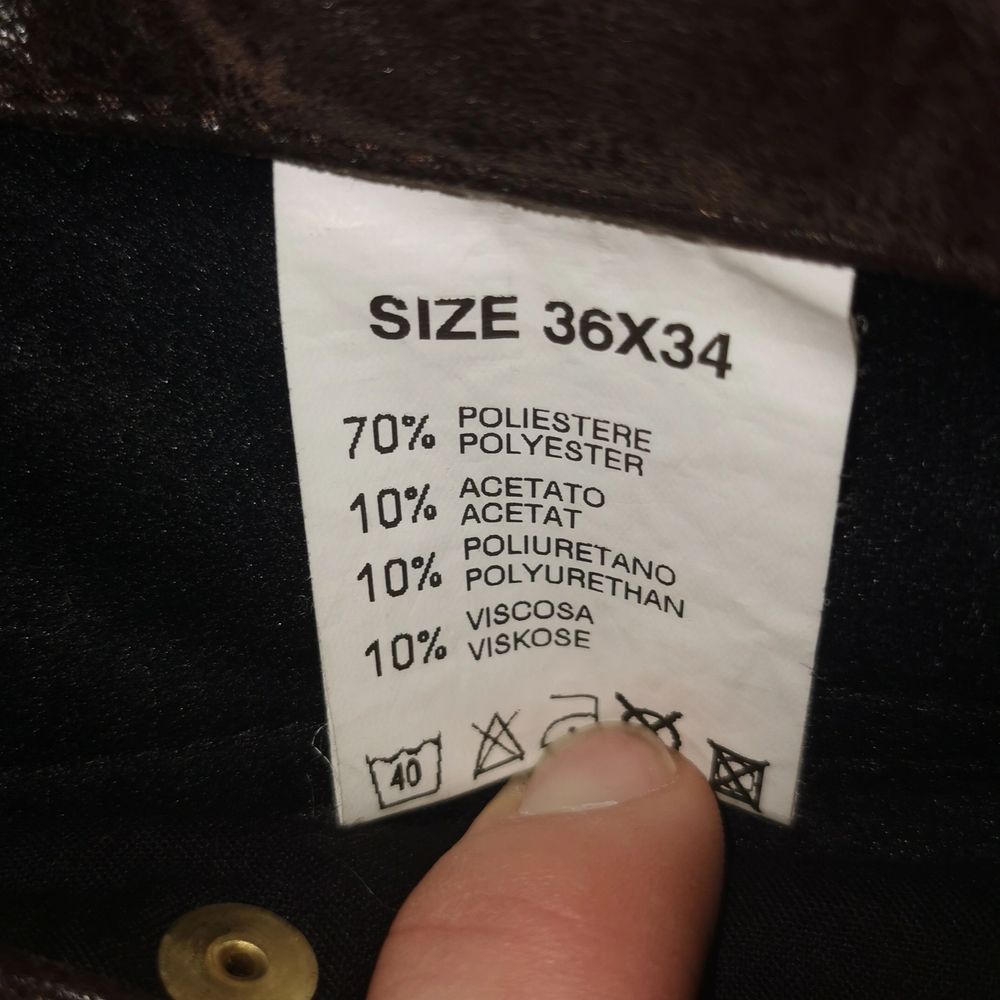 SIZE 36X34
70% POLIESTERE
POLYESTER
10% ACETATO
ACETAT
10% POLIURETANO
POLYURETHAN
10% VISCOSA
VISKOSE
40